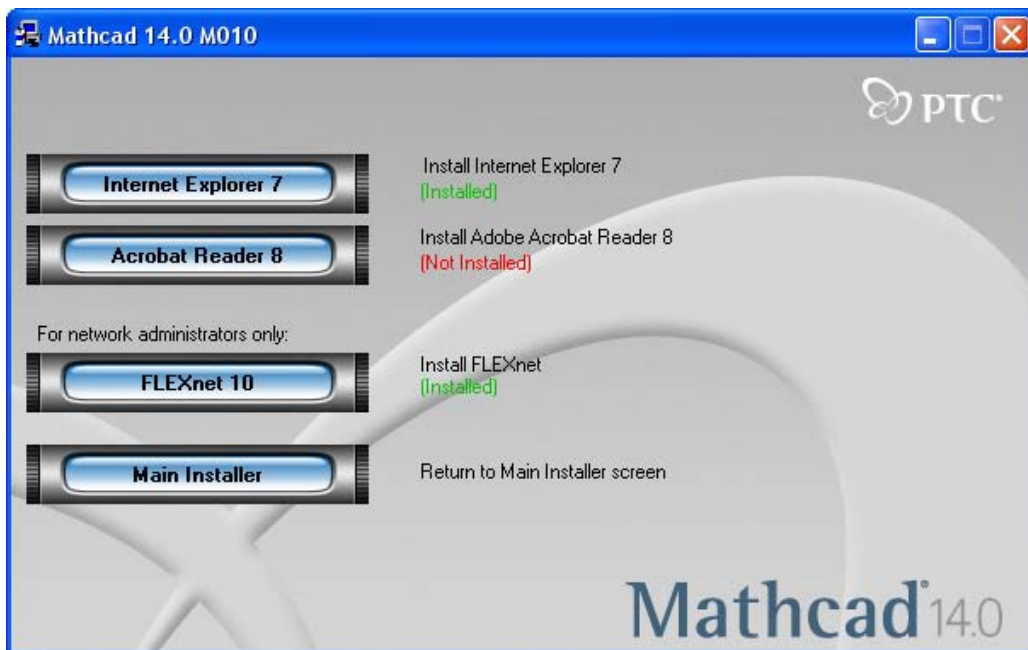 Mathcad 14.0 M010
PTC®
Internet Explorer 7
Install Internet Explorer 7
(Installed)
Acrobat Reader 8
Install Adobe Acrobat Reader 8
(Not Installed)
For network administrators only:
FLEXnet 10
Install FLEXnet
(Installed)
Main Installer
Return to Main Installer screen
Mathcad® 14.0